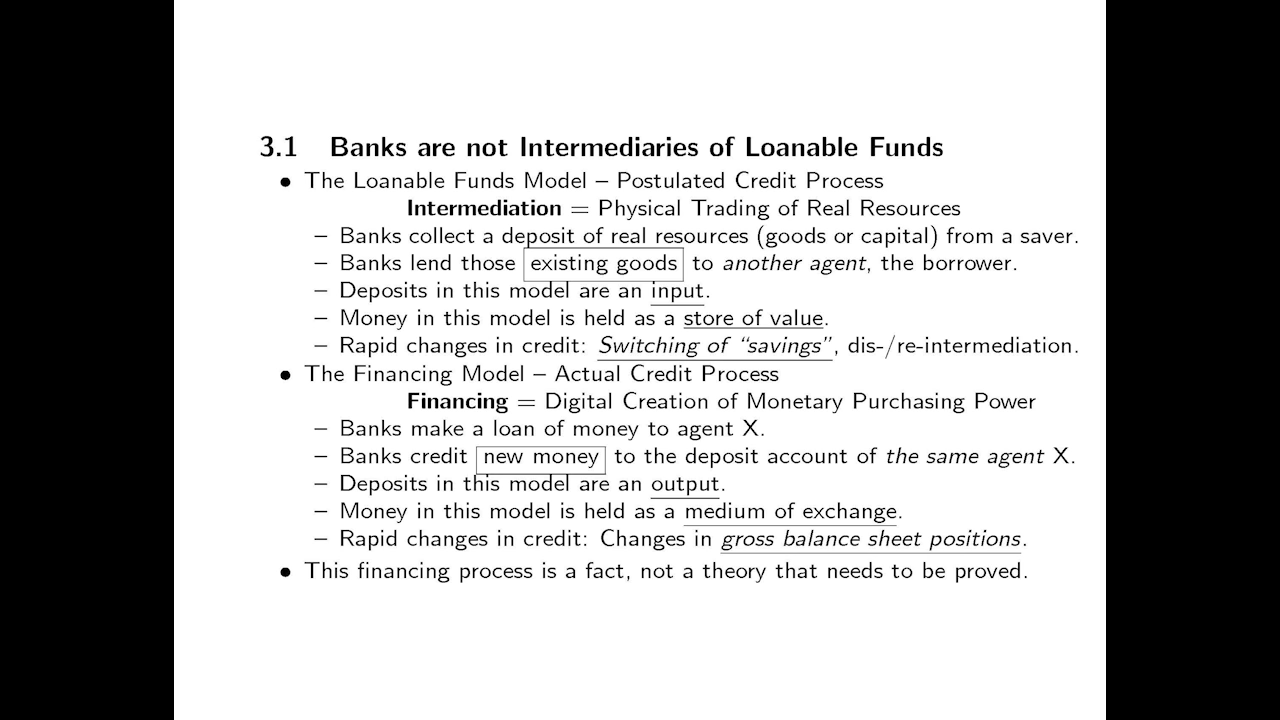 3.1 Banks are not Intermediaries of Loanable Funds
• The Loanable Funds Model – Postulated Credit Process
Intermediation = Physical Trading of Real Resources
– Banks collect a deposit of real resources (goods or capital) from a saver.
– Banks lend those existing goods to another agent, the borrower.
– Deposits in this model are an input.
– Money in this model is held as a store of value.
– Rapid changes in credit: Switching of “savings”, dis-/re-intermediation.
• The Financing Model – Actual Credit Process
Financing = Digital Creation of Monetary Purchasing Power
– Banks make a loan of money to agent X.
– Banks credit new money to the deposit account of the same agent X.
– Deposits in this model are an output.
– Money in this model is held as a medium of exchange.
– Rapid changes in credit: Changes in gross balance sheet positions.
• This financing process is a fact, not a theory that needs to be proved.